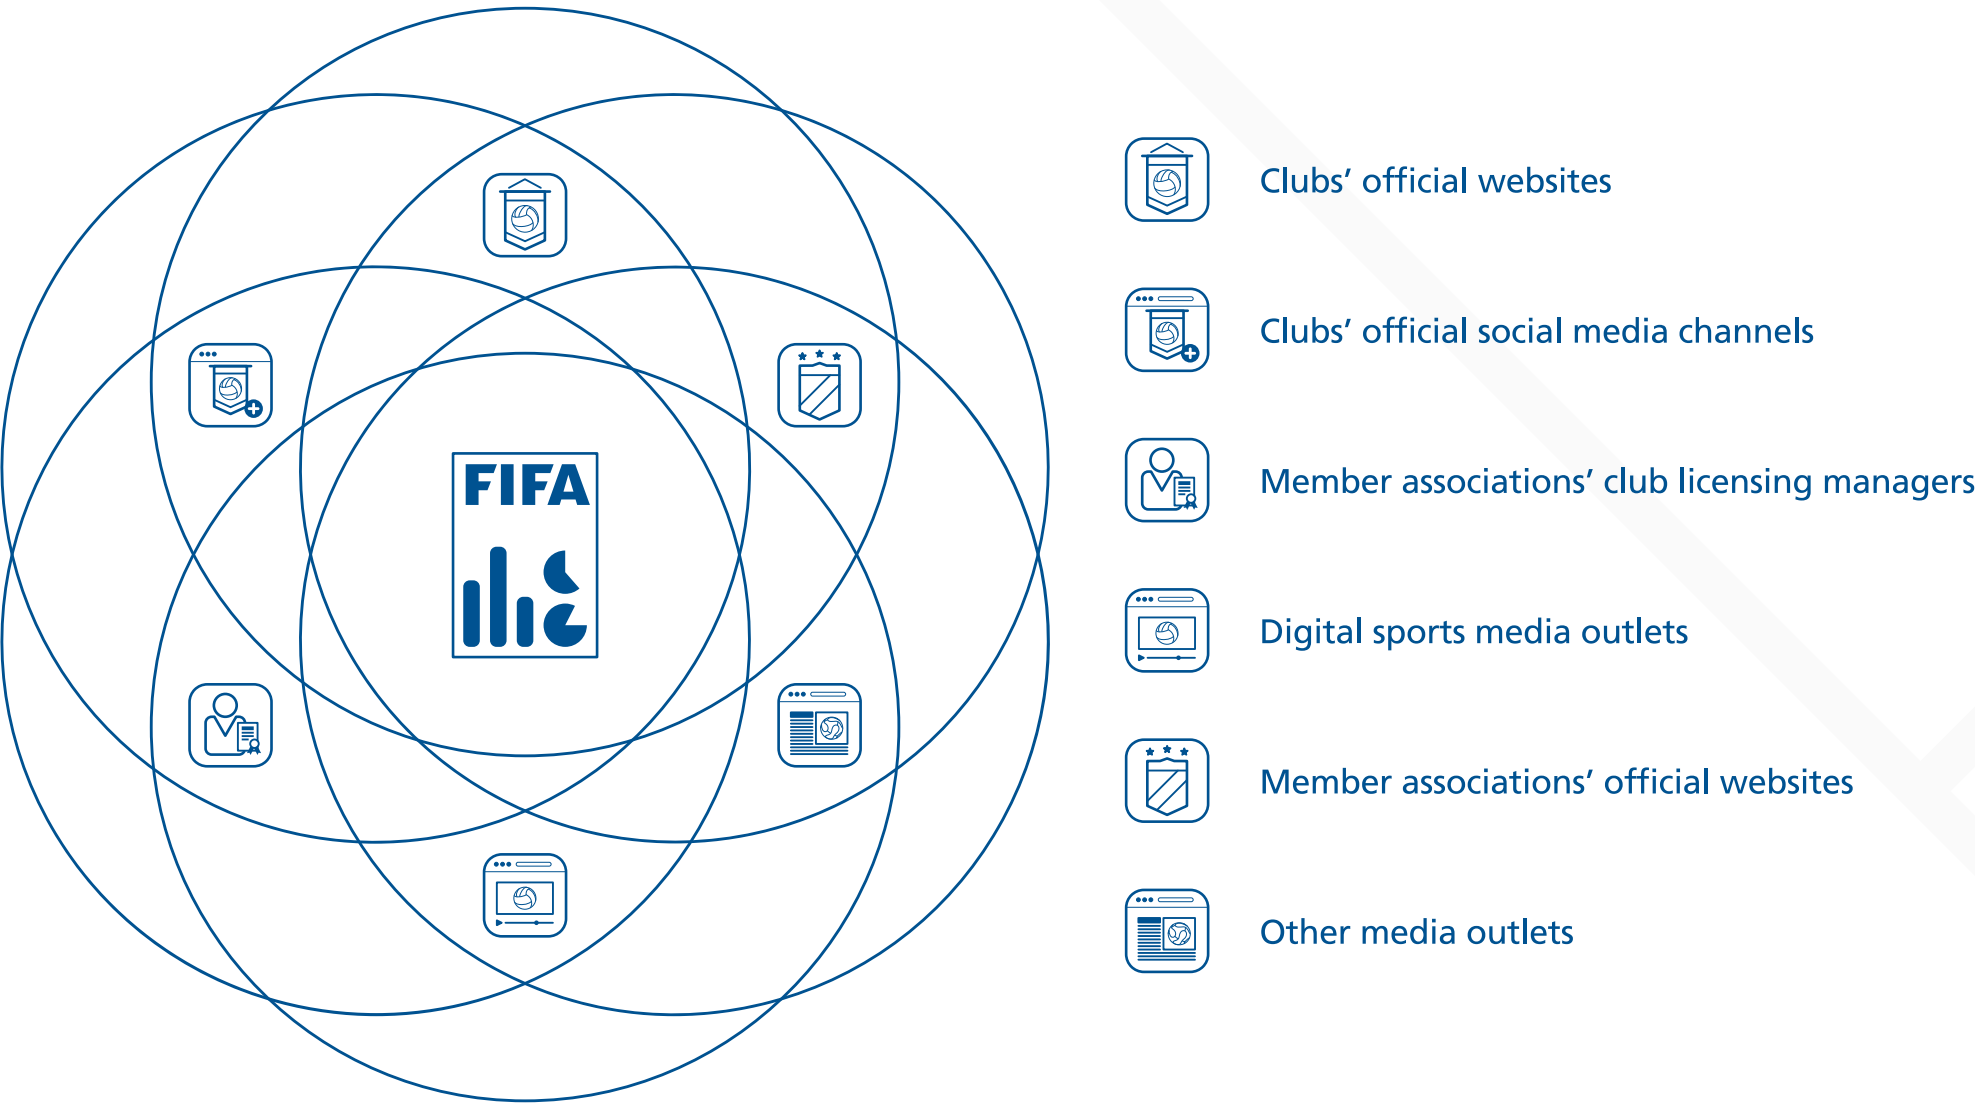 FIFA
Clubs’ official websites
Clubs’ official social media channels
Member associations’ club licensing managers
Digital sports media outlets
Member associations’ official websites
Other media outlets